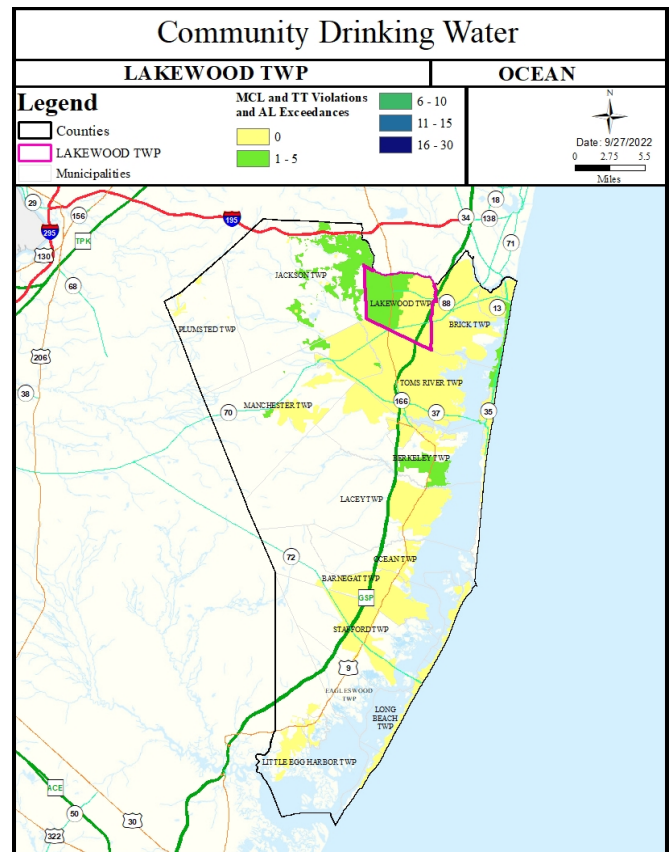 Community Drinking Water
LAKEWOOD TWP
OCEAN
Legend
Counties
LAKEWOOD TWP
Municipalities
MCL and TT Violations
and AL Exceedances
0
1 - 5
6 - 10
11 - 15
16 - 30
N
Date: 9/27/2022
0 2.75 5.5
Miles
29
156
195
34
18
138
295
TPK
71
130
JACKSON TWP
68
LAKEWOOD TWP
88
13
PLUMSTED TWP
BRICK TWP
206
TOMS RIVER TWP
38
166
MANCHESTER TWP
70
37
35
BERKELEY TWP
LACEY TWP
72
OCEAN TWP
BARNEGAT TWP
GSP
STAFFORD TWP
9
EAGLESWOOD
TWP
LONG
BEACH
TWP
LITTLE EGG HARBOR TWP
ACE
50
30
322